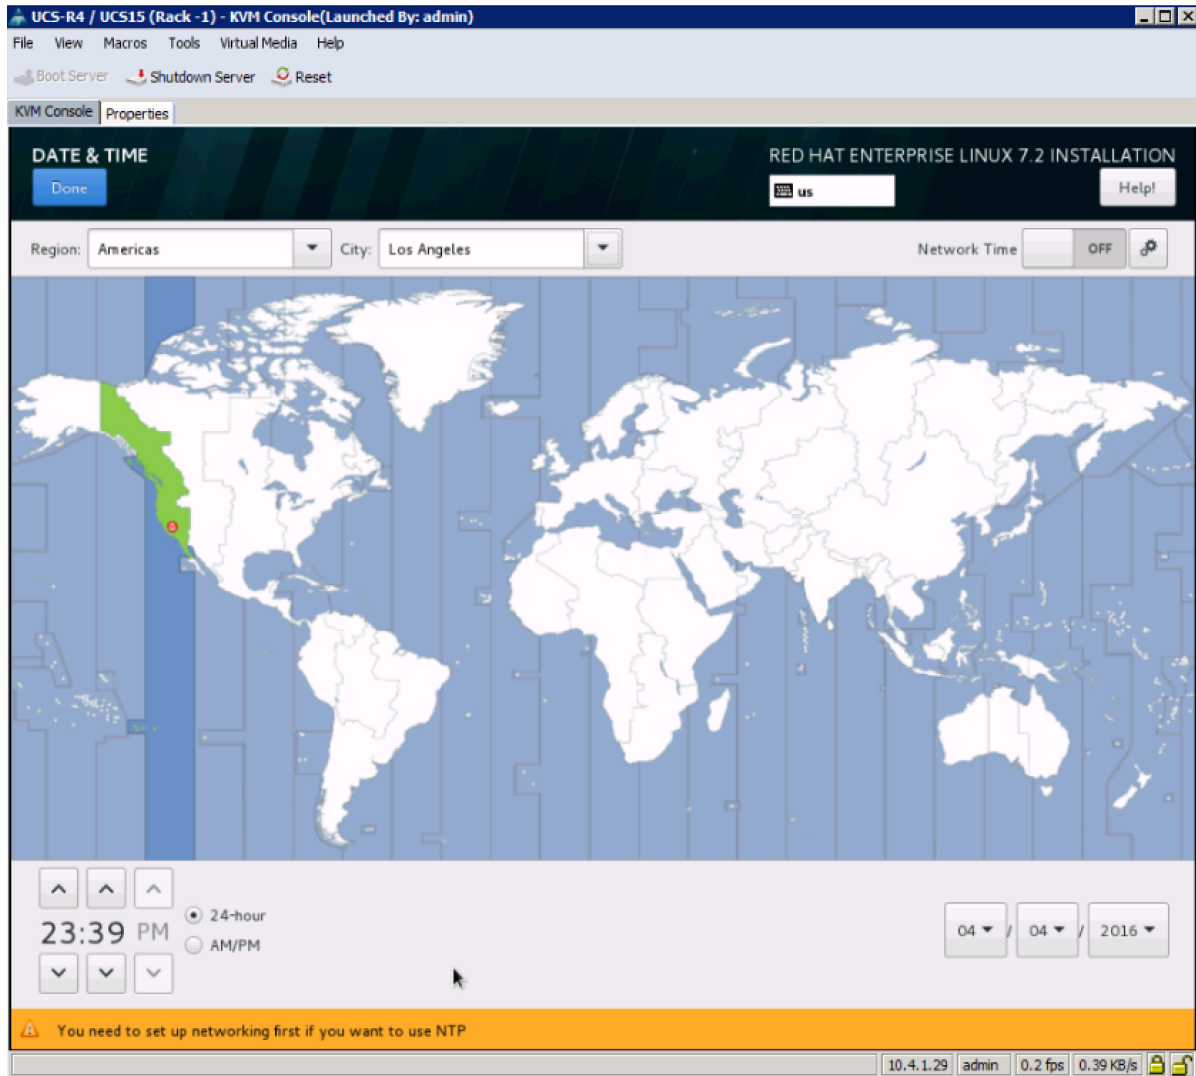 UCS-R4 / UCS15 (Rack -1) - KVM Console(Launched By: admin)
File View Macros Tools Virtual Media Help
Boot Server Shutdown Server Reset
KVM Console Properties
DATE & TIME
RED HAT ENTERPRISE LINUX 7.2 INSTALLATION
Done
us
Help!
Region: Americas City: Los Angeles Network Time OFF
24-hour
23:39 PM
AM/PM
04 / 04 / 2016
You need to set up networking first if you want to use NTP
10.4.1.29 admin 0.2 fps 0.39 KB/s